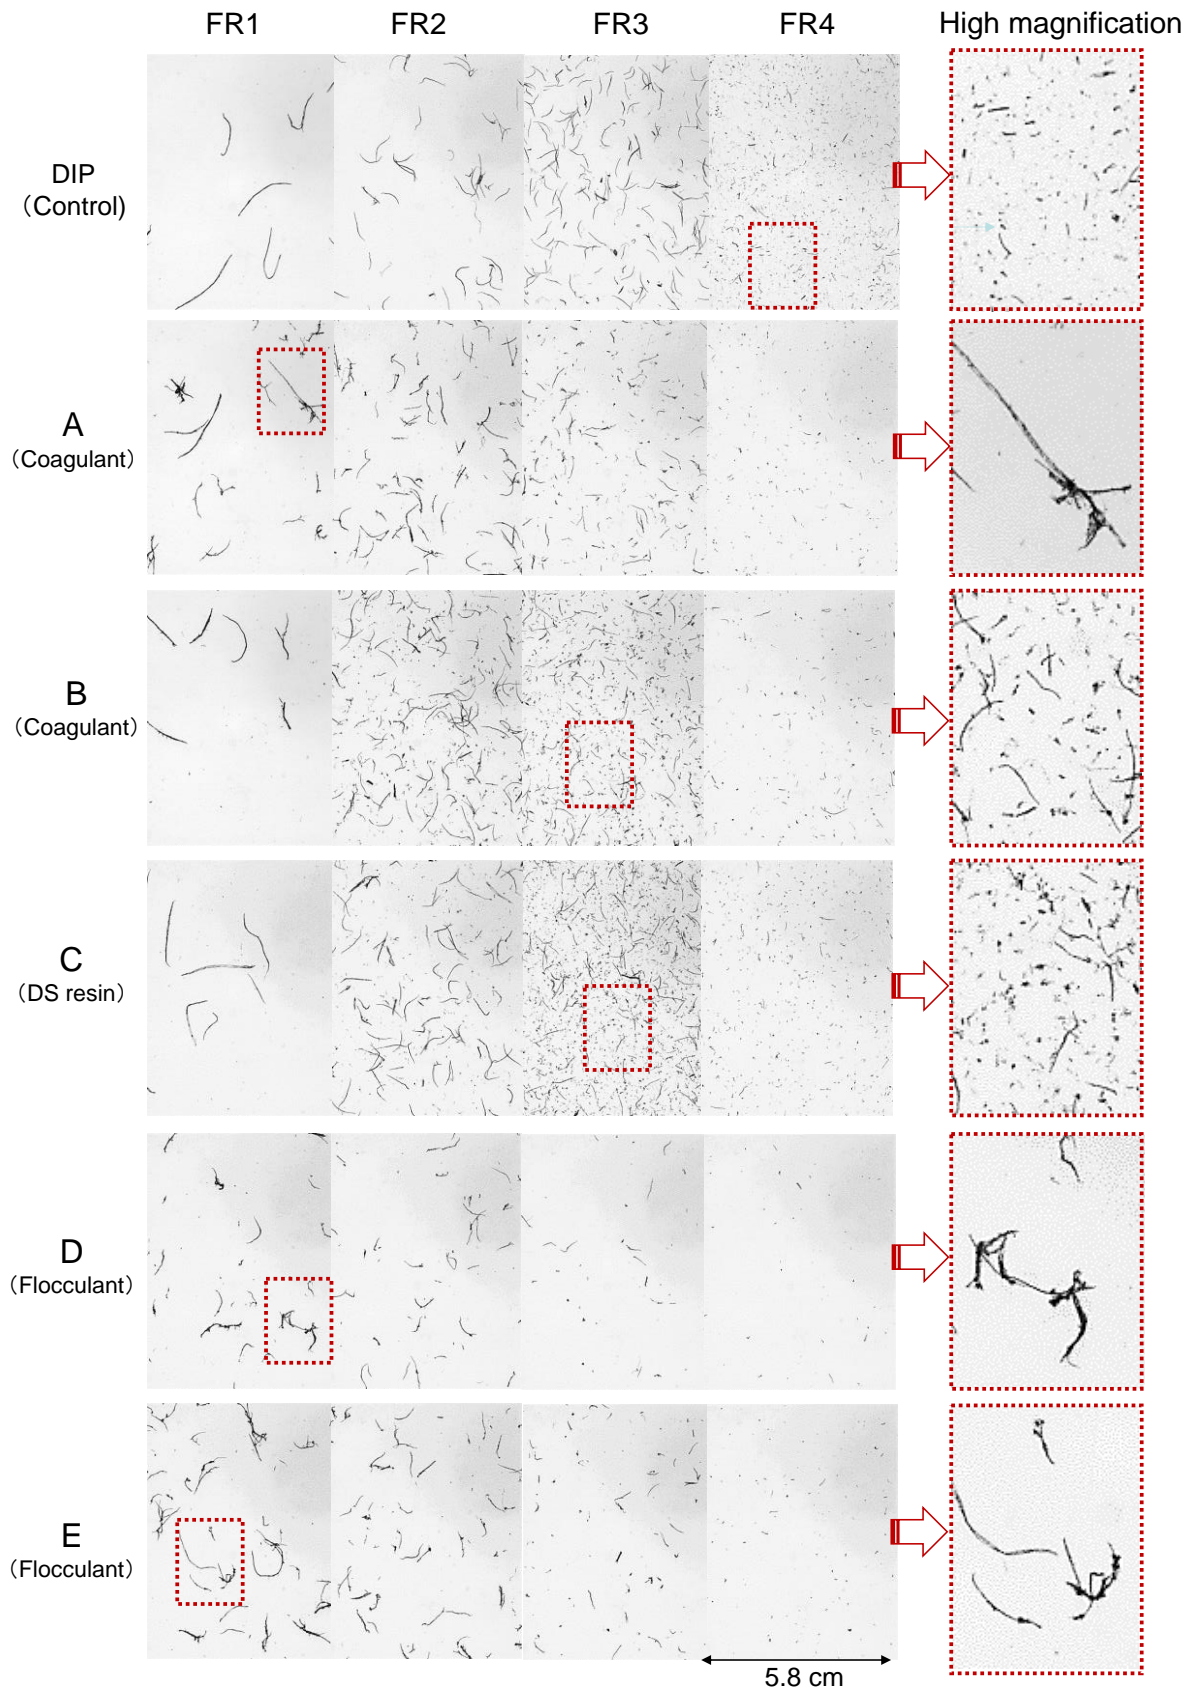 FR1 FR2 FR3 FR4 High magnification
DIP
（Control)
A
（Coagulant）
B
（Coagulant）
C
（DS resin）
D
（Flocculant）
E
（Flocculant）
5.8 cm